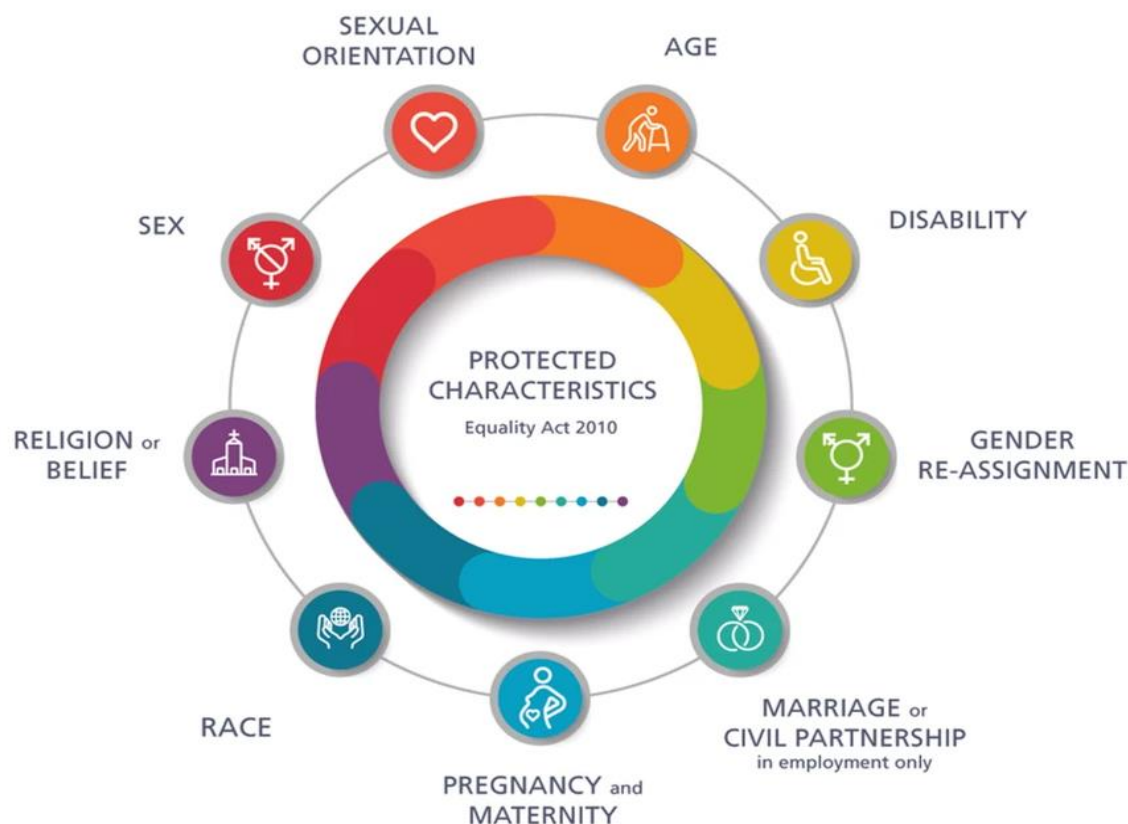 SEXUAL
ORIENTATION
AGE
DISABILITY
GENDER
RE-ASSIGNMENT
MARRIAGE or
CIVIL PARTNERSHIP
in employment only
PREGNANCY and
MATERNITY
RACE
RELIGION or
BELIEF
SEX
PROTECTED
CHARACTERISTICS
Equality Act 2010